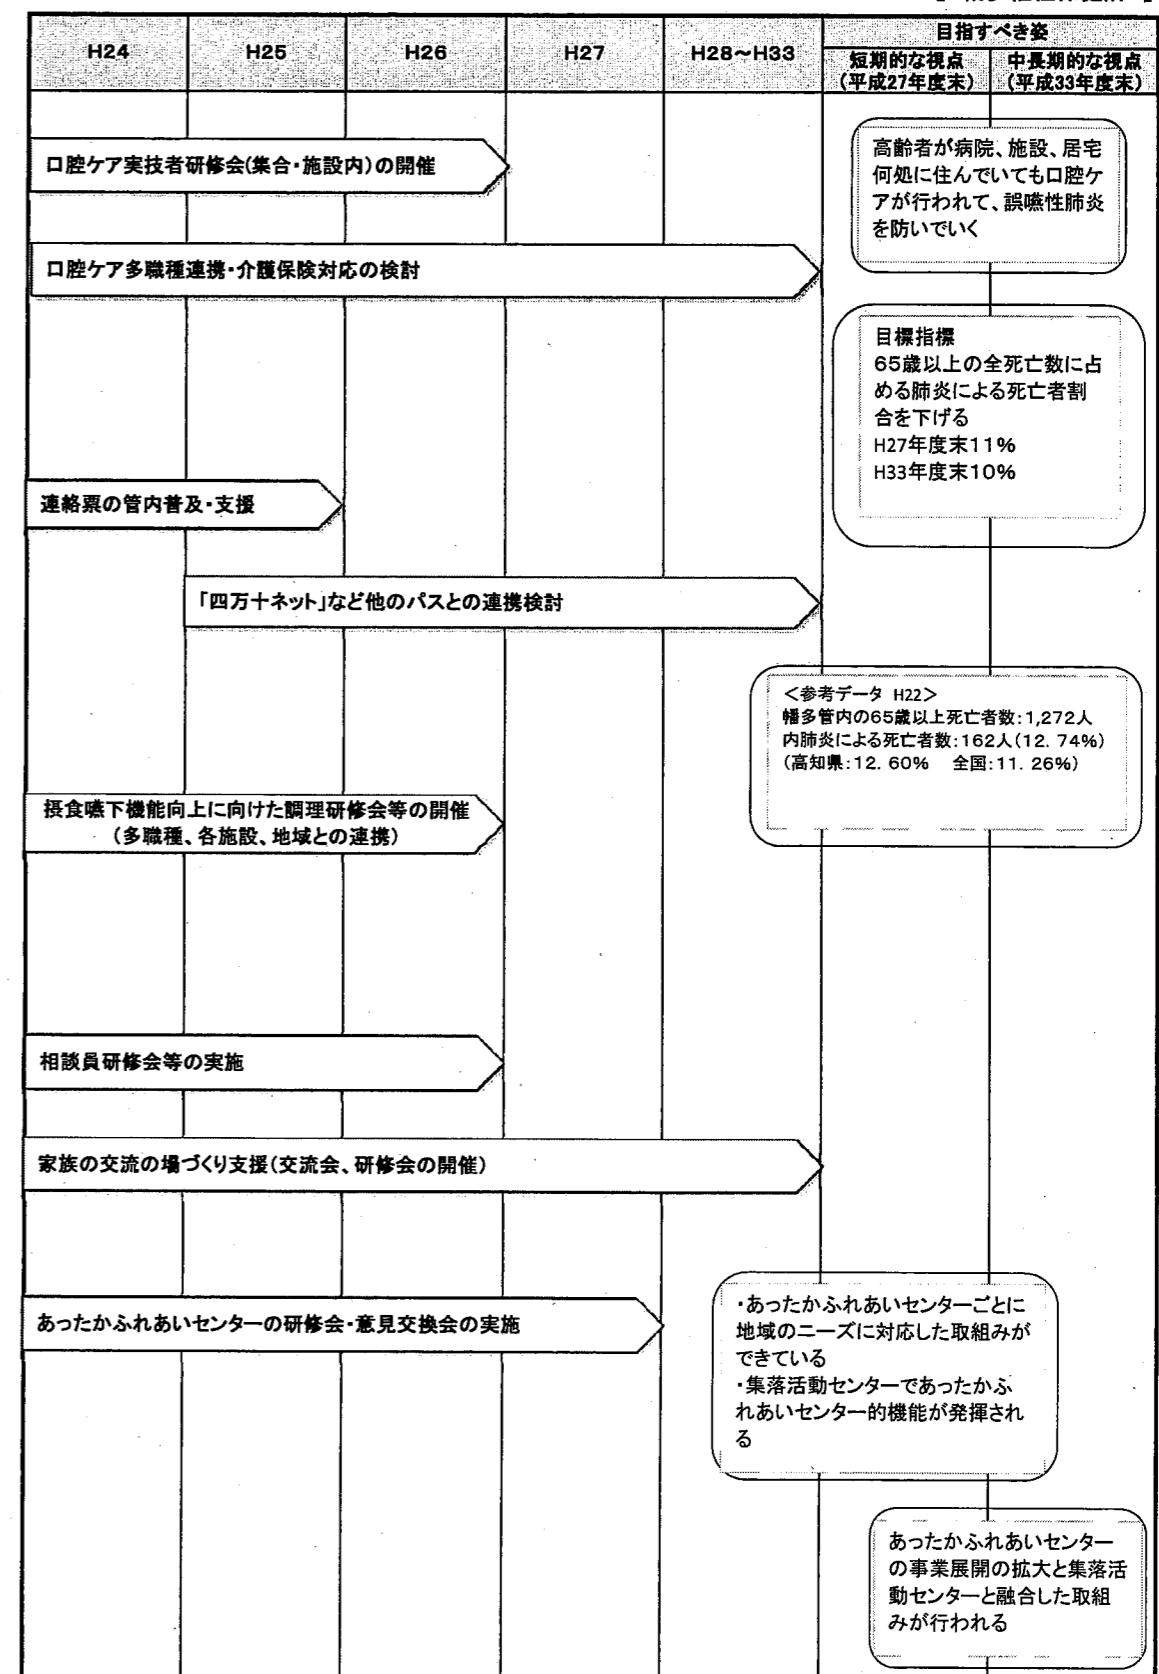 H24
H25
H26
H27
H28～H33
目指すべき姿
短期的な視点
(平成27年度末)
中長期的な視点
(平成33年度末)
口腔ケア実技者研修会(集合・施設内)の開催
高齢者が病院、施設、居宅
何処に住んでいても口腔ケ
アが行われて、誤嚥性肺炎
を防いでいく
口腔ケア多職種連携・介護保険対応の検討
目標指標
65歳以上の全死亡数に占
める肺炎による死亡者割
合を下げる
H27年度末11%
H33年度末10%
連絡票の管内普及・支援
「四万十ネット」など他のパスとの連携検討
＜参考データ H22＞
幡多管内の65歳以上死亡者数:1,272人
内肺炎による死亡者数:162人(12.74%)
(高知県:12.60%　全国:11.26%)
摂食嚥下機能向上に向けた調理研修会等の開催
(多職種、各施設、地域との連携)
相談員研修会等の実施
家族の交流の場づくり支援(交流会、研修会の開催)
あったかふれあいセンターの研修会・意見交換会の実施
・あったかふれあいセンターごとに
地域のニーズに対応した取組みが
できている
・集落活動センターであったかふ
れあいセンター的機能が発揮され
る
あったかふれあいセンター
の事業展開の拡大と集落活
動センターと融合した取組
みが行われる